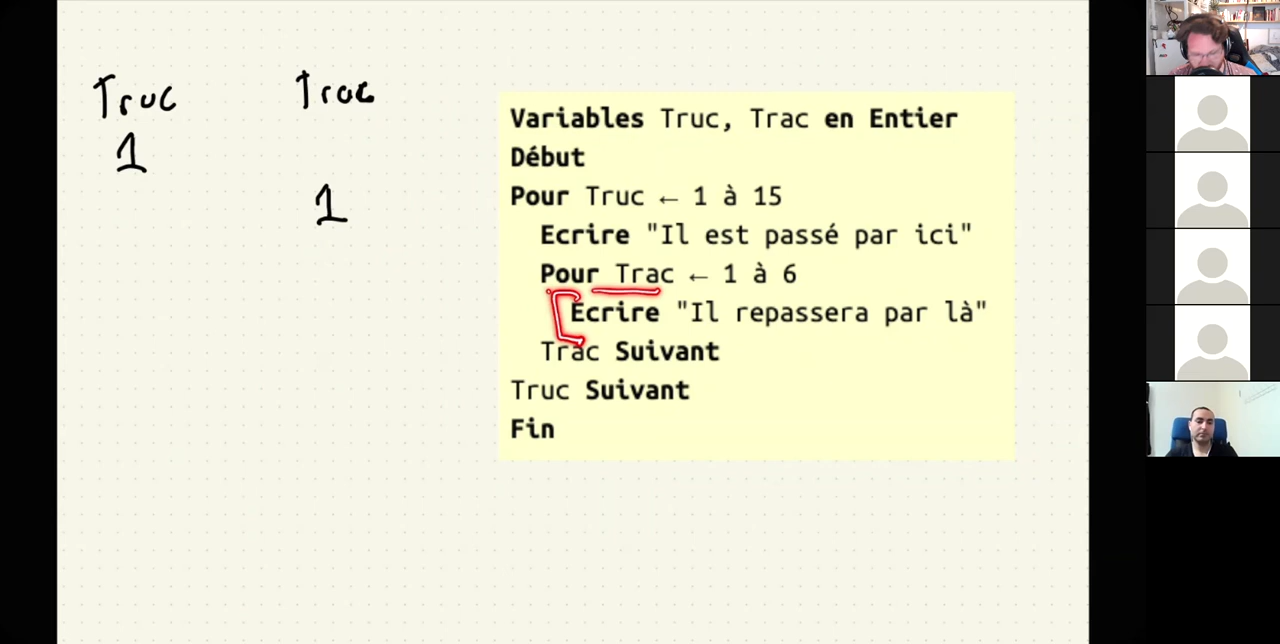 Truc Trac
1
1
Variables Truc, Trac en Entier
Début
Pour Truc ← 1 à 15
Ecrire "Il est passé par ici"
Pour Trac ← 1 à 6
Ecrire "Il repassera par là"
Trac Suivant
Truc Suivant
Fin